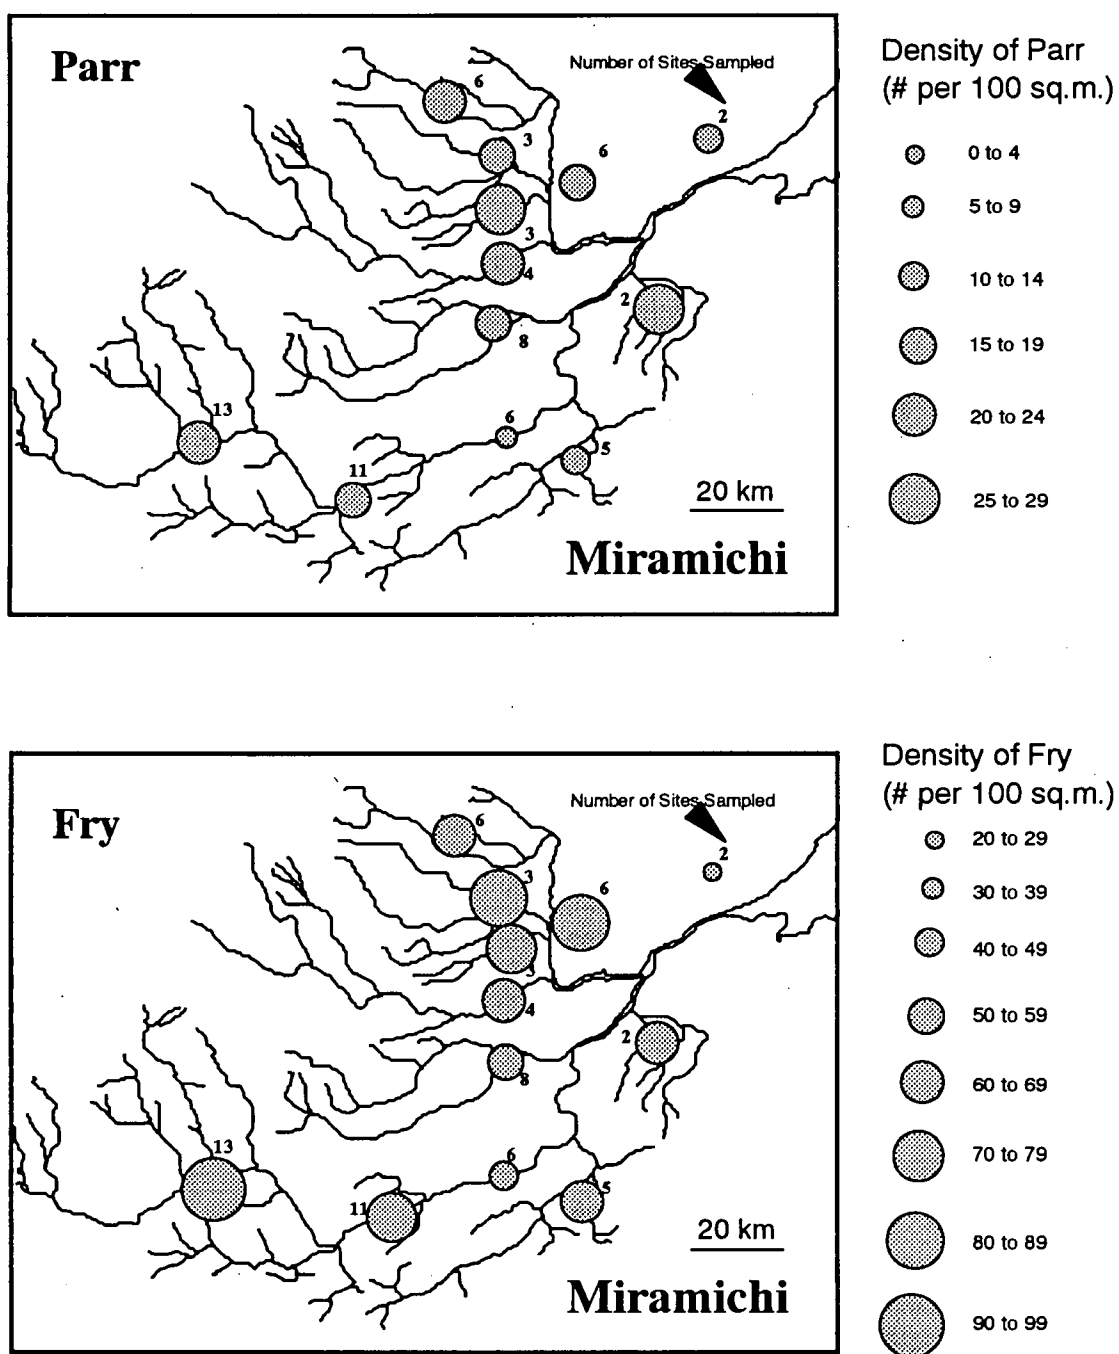 Parr
Number of Sites Sampled
6
2
3
6
3
4
2
8
13
6
5
11
20 km
Miramichi
Density of Parr
(# per 100 sq.m.)
0 to 4
5 to 9
10 to 14
15 to 19
20 to 24
25 to 29
Fry
Number of Sites Sampled
6
2
3
6
3
4
2
8
13
6
5
11
20 km
Miramichi
Density of Fry
(# per 100 sq.m.)
20 to 29
30 to 39
40 to 49
50 to 59
60 to 69
70 to 79
80 to 89
90 to 99